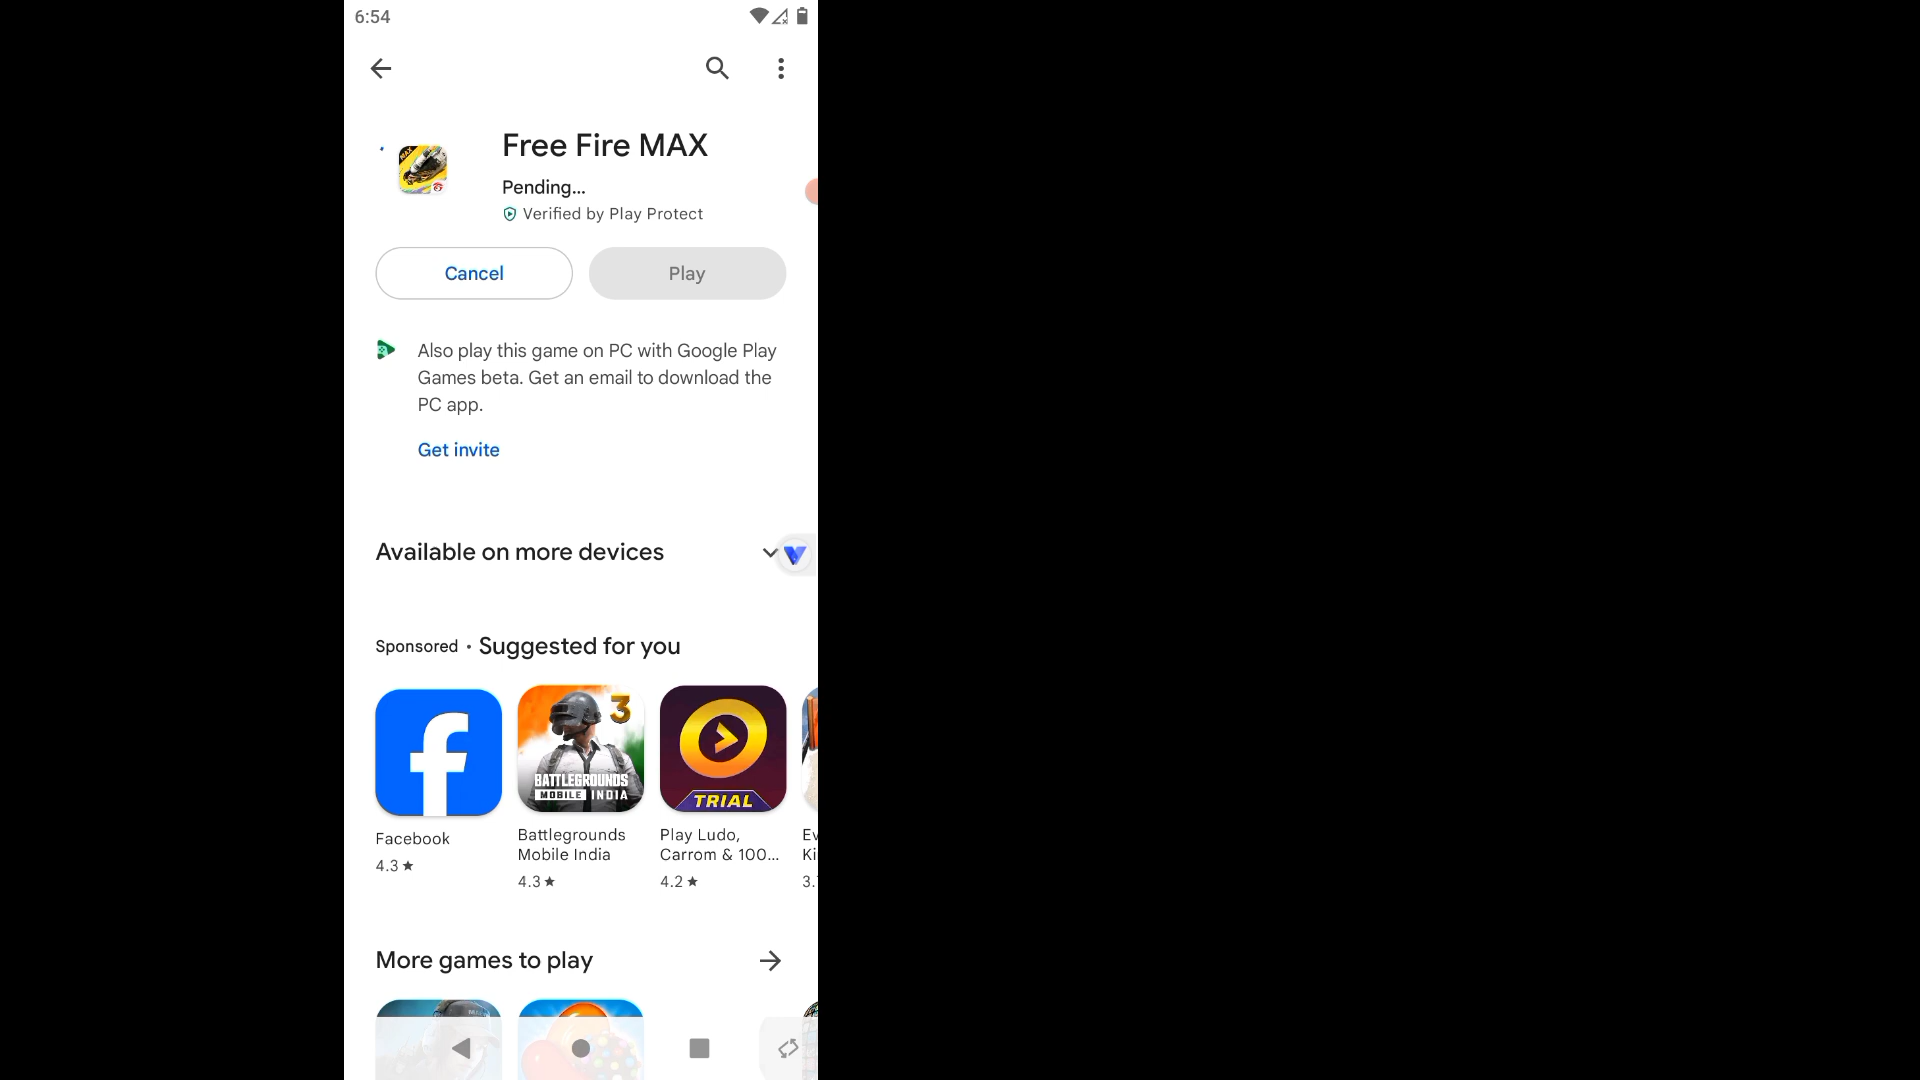 6:54
Free Fire MAX
Pending...
Verified by Play Protect
Cancel
Play
Also play this game on PC with Google Play
Games beta. Get an email to download the
PC app.
Get invite
Available on more devices
Sponsored • Suggested for you
3
BATTLEGROUNDS
MOBILE INDIA
TRIAL
Facebook
4.3 ★
Battlegrounds
Mobile India
4.3 ★
Play Ludo,
Carrom & 100...
4.2 ★
More games to play